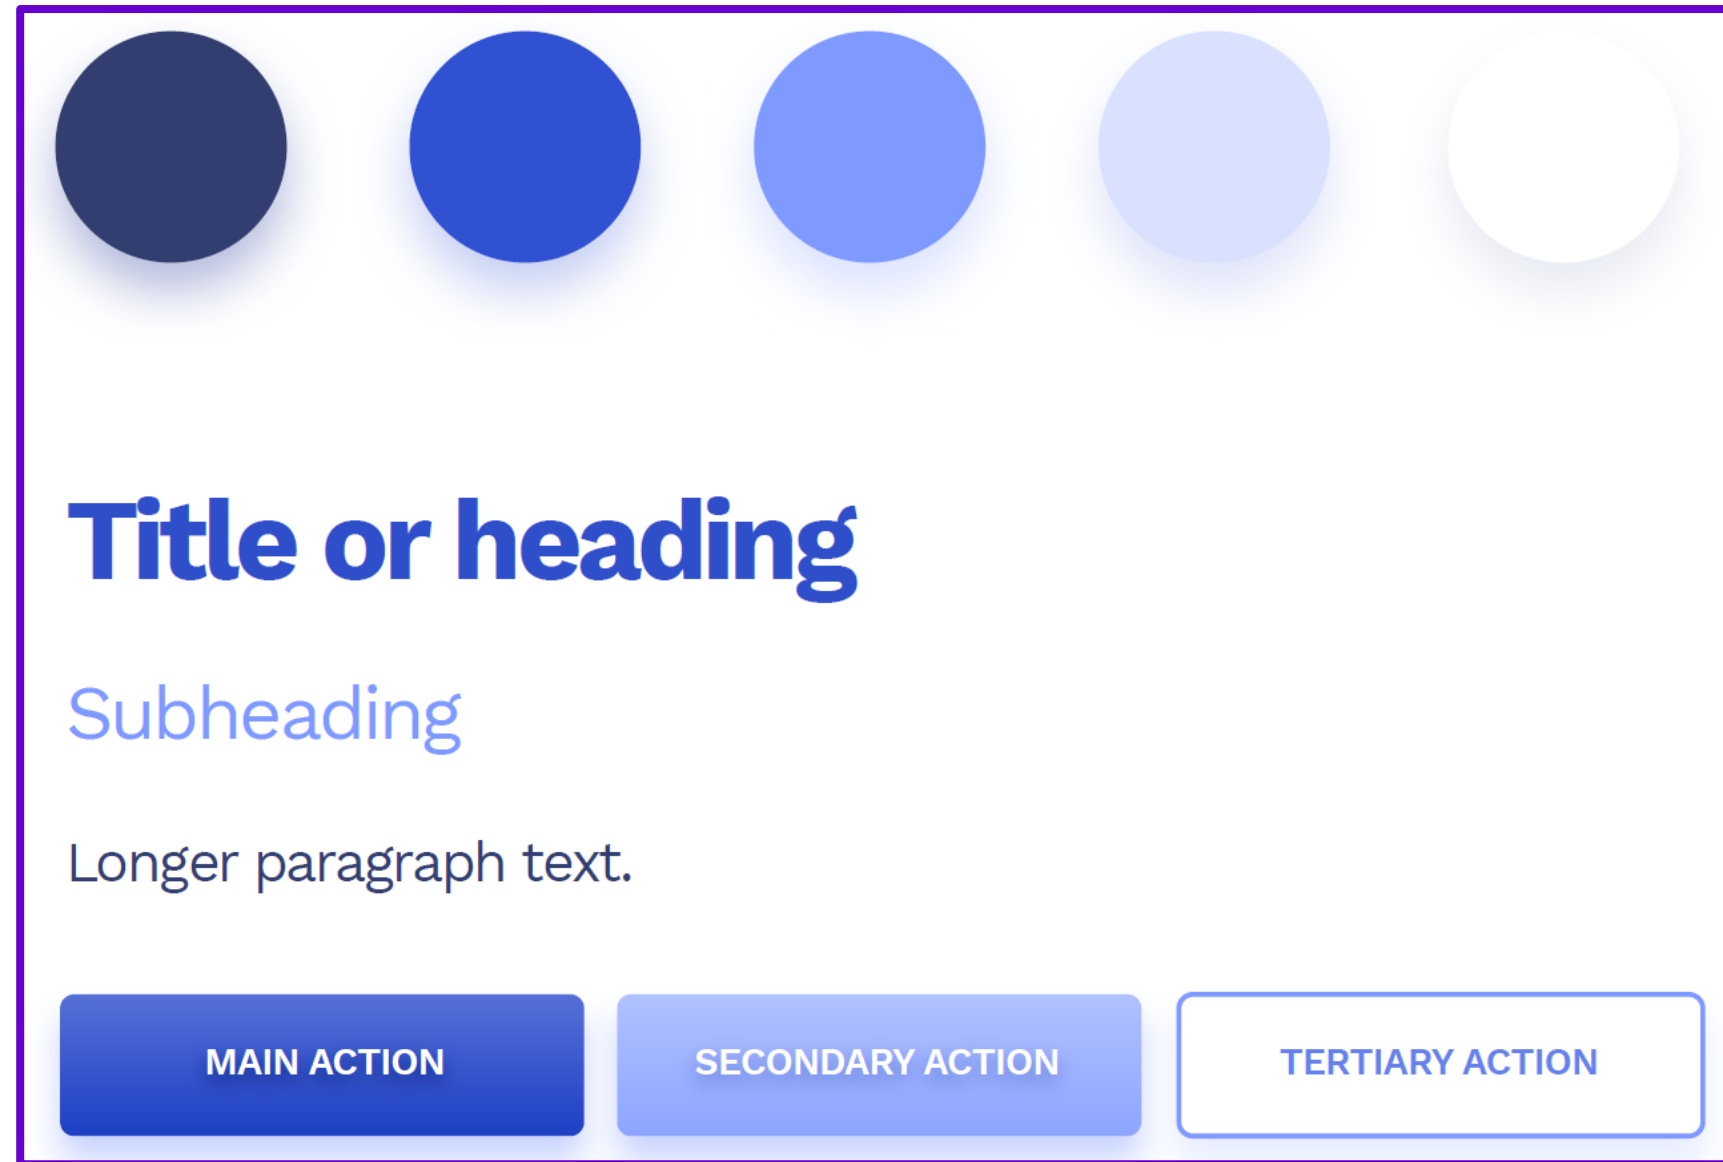 Title or heading
Subheading
Longer paragraph text.
MAIN ACTION
SECONDARY ACTION
TERTIARY ACTION